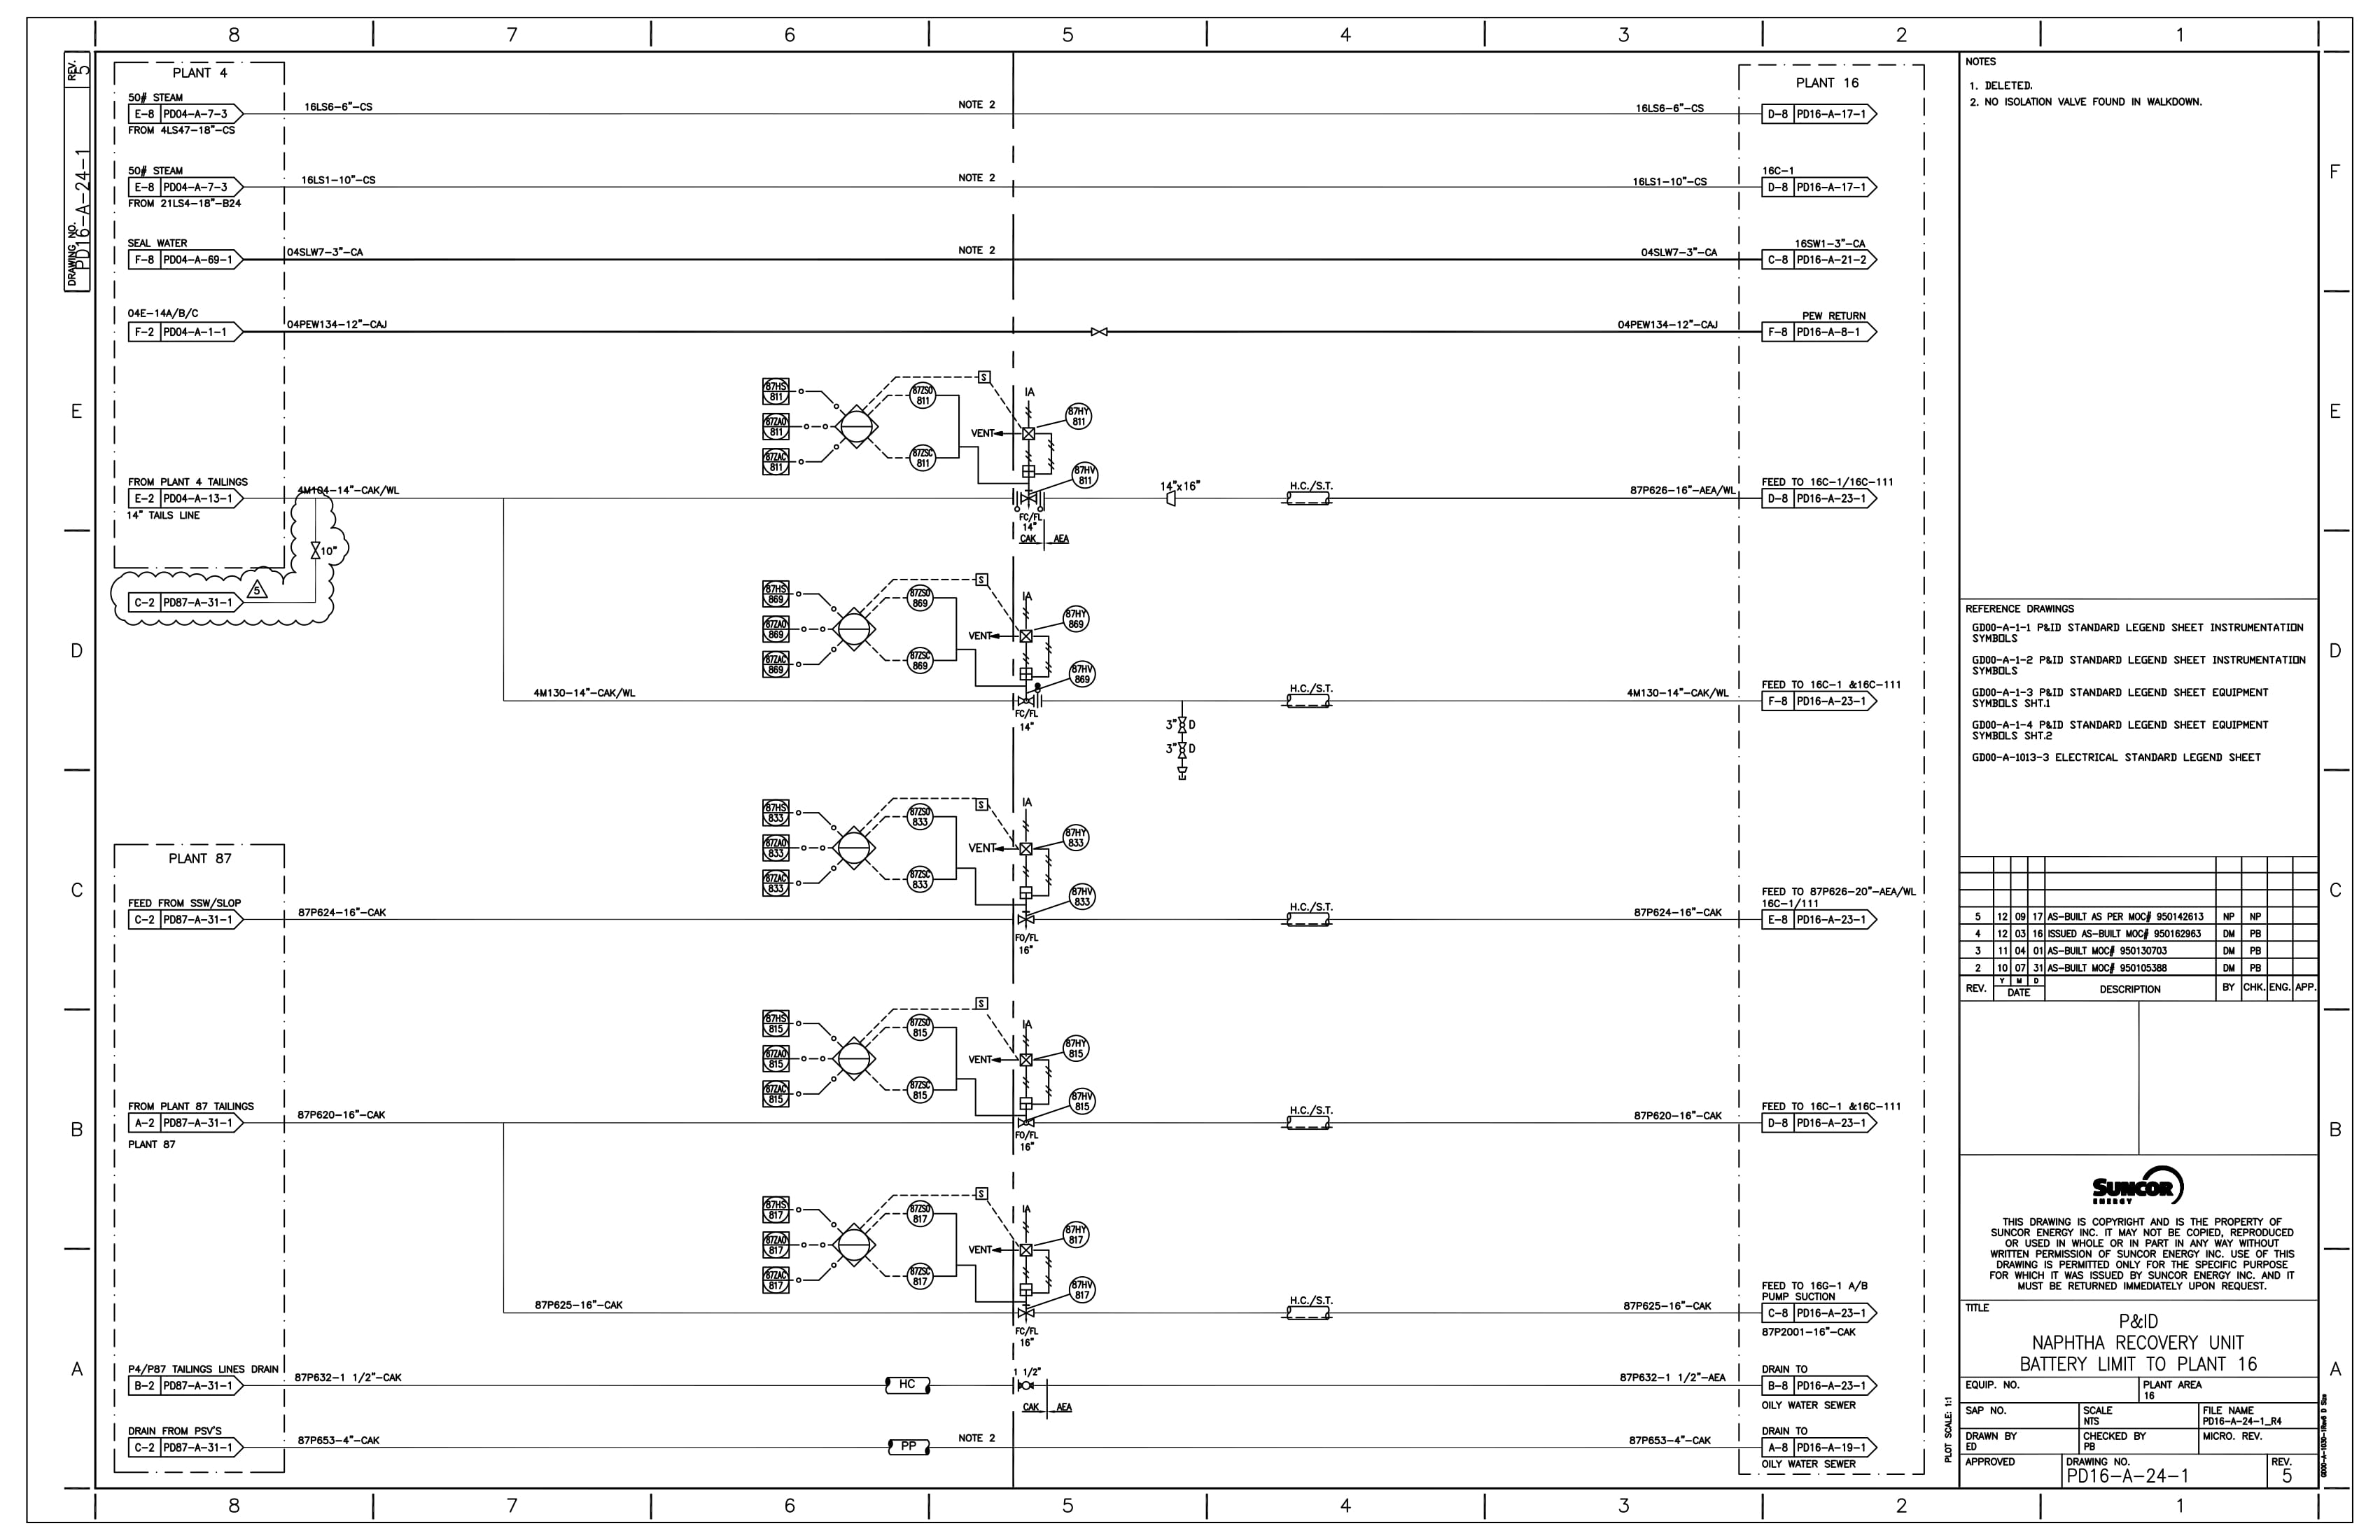 8 7 6 5 4 3 2 1
REV. 5
DRAWING NO. PD16-A-24-1
F
E
D
C
B
A
PLANT 4
50# STEAM
E-8 PD04-A-7-3
FROM 4LS47-18"-CS
16LS6-6"-CS
NOTE 2
16LS6-6"-CS
50# STEAM
E-8 PD04-A-7-3
FROM 21LS4-18"-B24
16LS1-10"-CS
NOTE 2
16LS1-10"-CS
SEAL WATER
F-8 PD04-A-69-1
04SLW7-3"-CA
NOTE 2
04SLW7-3"-CA
04E-14A/B/C
F-2 PD04-A-1-1
04PEW134-12"-CAJ
04PEW134-12"-CAJ
FROM PLANT 4 TAILINGS
E-2 PD04-A-13-1
14" TAILS LINE
4M104-14"-CAK/WL
10"
5
C-2 PD87-A-31-1
87HS 811
87ZAO 811
87ZAC 811
87ZSO 811
87ZSC 811
S
IA
VENT
87HY 811
87HV 811
FC/FL
14"
CAK AEA
14"x16"
H.C./S.T.
87P626-16"-AEA/WL
87HS 869
87ZAO 869
87ZAC 869
87ZSO 869
87ZSC 869
S
IA
VENT
87HY 869
87HV 869
4M130-14"-CAK/WL
FC/FL
14"
3" D
3" D
H.C./S.T.
4M130-14"-CAK/WL
PLANT 87
FEED FROM SSW/SLOP
C-2 PD87-A-31-1
87P624-16"-CAK
87HS 833
87ZAO 833
87ZAC 833
87ZSO 833
87ZSC 833
S
IA
VENT
87HY 833
87HV 833
FO/FL
16"
H.C./S.T.
87P624-16"-CAK
FROM PLANT 87 TAILINGS
A-2 PD87-A-31-1
PLANT 87
87P620-16"-CAK
87HS 815
87ZAO 815
87ZAC 815
87ZSO 815
87ZSC 815
S
IA
VENT
87HY 815
87HV 815
FO/FL
16"
H.C./S.T.
87P620-16"-CAK
87HS 817
87ZAO 817
87ZAC 817
87ZSO 817
87ZSC 817
S
IA
VENT
87HY 817
87HV 817
87P625-16"-CAK
FC/FL
16"
H.C./S.T.
87P625-16"-CAK
P4/P87 TAILINGS LINES DRAIN
B-2 PD87-A-31-1
87P632-1 1/2"-CAK
HC
1 1/2"
CAK AEA
87P632-1 1/2"-AEA
DRAIN FROM PSV'S
C-2 PD87-A-31-1
87P653-4"-CAK
PP
NOTE 2
87P653-4"-CAK
PLANT 16
D-8 PD16-A-17-1
16C-1
D-8 PD16-A-17-1
16SW1-3"-CA
C-8 PD16-A-21-2
PEW RETURN
F-8 PD16-A-8-1
FEED TO 16C-1/16C-111
D-8 PD16-A-23-1
FEED TO 16C-1 &16C-111
F-8 PD16-A-23-1
FEED TO 87P626-20"-AEA/WL
16C-1/111
E-8 PD16-A-23-1
FEED TO 16C-1 &16C-111
D-8 PD16-A-23-1
FEED TO 16G-1 A/B
PUMP SUCTION
C-8 PD16-A-23-1
87P2001-16"-CAK
DRAIN TO
B-8 PD16-A-23-1
OILY WATER SEWER
DRAIN TO
A-8 PD16-A-19-1
OILY WATER SEWER
PLOT SCALE: 1:1
NOTES
1. DELETED.
2. NO ISOLATION VALVE FOUND IN WALKDOWN.
REFERENCE DRAWINGS
GD00-A-1-1 P&ID STANDARD LEGEND SHEET INSTRUMENTATION
SYMBOLS
GD00-A-1-2 P&ID STANDARD LEGEND SHEET INSTRUMENTATION
SYMBOLS
GD00-A-1-3 P&ID STANDARD LEGEND SHEET EQUIPMENT
SYMBOLS SHT.1
GD00-A-1-4 P&ID STANDARD LEGEND SHEET EQUIPMENT
SYMBOLS SHT.2
GD00-A-1013-3 ELECTRICAL STANDARD LEGEND SHEET
5 12 09 17 AS-BUILT AS PER MOC# 950142613 NP NP
4 12 03 16 ISSUED AS-BUILT MOC# 950162963 DM PB
3 11 04 01 AS-BUILT MOC# 950130703 DM PB
2 10 07 31 AS-BUILT MOC# 950105388 DM PB
REV. Y M D DATE DESCRIPTION BY CHK. ENG. APP.
SUNCOR
ENERGY
THIS DRAWING IS COPYRIGHT AND IS THE PROPERTY OF
SUNCOR ENERGY INC. IT MAY NOT BE COPIED, REPRODUCED
OR USED IN WHOLE OR IN PART IN ANY WAY WITHOUT
WRITTEN PERMISSION OF SUNCOR ENERGY INC. USE OF THIS
DRAWING IS PERMITTED ONLY FOR THE SPECIFIC PURPOSE
FOR WHICH IT WAS ISSUED BY SUNCOR ENERGY INC. AND IT
MUST BE RETURNED IMMEDIATELY UPON REQUEST.
TITLE
P&ID
NAPHTHA RECOVERY UNIT
BATTERY LIMIT TO PLANT 16
EQUIP. NO.
PLANT AREA
16
SAP NO.
SCALE
NTS
FILE NAME
PD16-A-24-1_R4
DRAWN BY
ED
CHECKED BY
PB
MICRO. REV.
APPROVED
DRAWING NO.
PD16-A-24-1
REV.
5
F
E
D
C
B
A
8 7 6 5 4 3 2 1